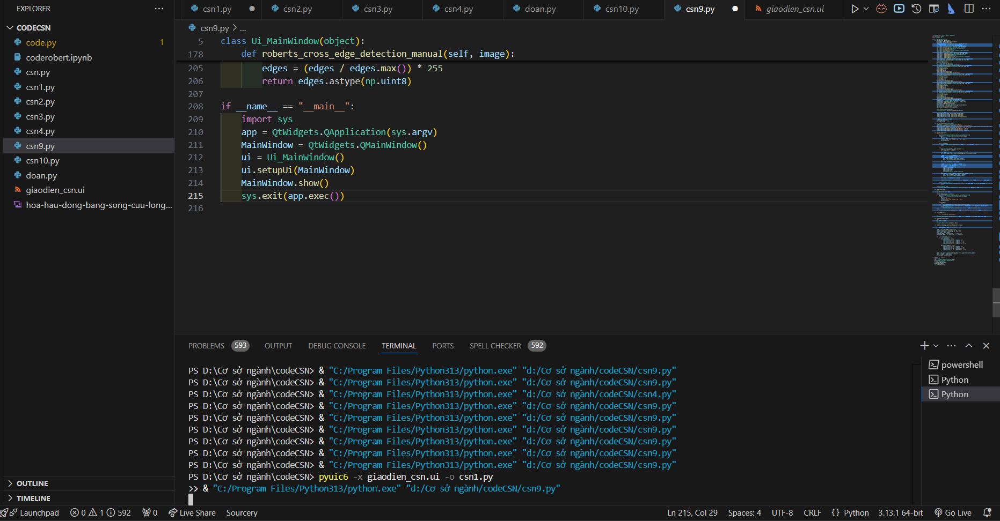 EXPLORER
csn1.py
csn2.py
csn3.py
csn4.py
doan.py
csn10.py
csn9.py
giaodien_csn.ui
CODECSN
code.py 1
coderobert.ipynb
csn.py
csn1.py
csn2.py
csn3.py
csn4.py
csn9.py
csn10.py
doan.py
giaodien_csn.ui
hoa-hau-dong-bang-song-cuu-long...
OUTLINE
TIMELINE
csn9.py > ...
5 class Ui_MainWindow(object):
178 def roberts_cross_edge_detection_manual(self, image):
205 edges = (edges / edges.max()) * 255
206 return edges.astype(np.uint8)
207
208 if __name__ == "__main__":
209 import sys
210 app = QtWidgets.QApplication(sys.argv)
211 MainWindow = QtWidgets.QMainWindow()
212 ui = Ui_MainWindow()
213 ui.setupUi(MainWindow)
214 MainWindow.show()
215 sys.exit(app.exec())
216
PROBLEMS 593 OUTPUT DEBUG CONSOLE TERMINAL PORTS SPELL CHECKER 592
PS D:\Cơ sở ngành\codeCSN> & "C:/Program Files/Python313/python.exe" "d:/Cơ sở ngành/codeCSN/csn9.py"
PS D:\Cơ sở ngành\codeCSN> & "C:/Program Files/Python313/python.exe" "d:/Cơ sở ngành/codeCSN/csn9.py"
PS D:\Cơ sở ngành\codeCSN> & "C:/Program Files/Python313/python.exe" "d:/Cơ sở ngành/codeCSN/csn4.py"
PS D:\Cơ sở ngành\codeCSN> & "C:/Program Files/Python313/python.exe" "d:/Cơ sở ngành/codeCSN/csn9.py"
PS D:\Cơ sở ngành\codeCSN> & "C:/Program Files/Python313/python.exe" "d:/Cơ sở ngành/codeCSN/csn9.py"
PS D:\Cơ sở ngành\codeCSN> & "C:/Program Files/Python313/python.exe" "d:/Cơ sở ngành/codeCSN/csn9.py"
PS D:\Cơ sở ngành\codeCSN> & "C:/Program Files/Python313/python.exe" "d:/Cơ sở ngành/codeCSN/csn9.py"
PS D:\Cơ sở ngành\codeCSN> & "C:/Program Files/Python313/python.exe" "d:/Cơ sở ngành/codeCSN/csn9.py"
PS D:\Cơ sở ngành\codeCSN> & "C:/Program Files/Python313/python.exe" "d:/Cơ sở ngành/codeCSN/csn9.py"
PS D:\Cơ sở ngành\codeCSN> pyuic6 -x giaodien_csn.ui -o csn1.py
>> & "C:/Program Files/Python313/python.exe" "d:/Cơ sở ngành/codeCSN/csn9.py"
powershell
Python
Python
Launchpad 0 1 592 0 Live Share Sourcery Ln 215, Col 29 Spaces: 4 UTF-8 CRLF {} Python 3.13.1 64-bit Go Live